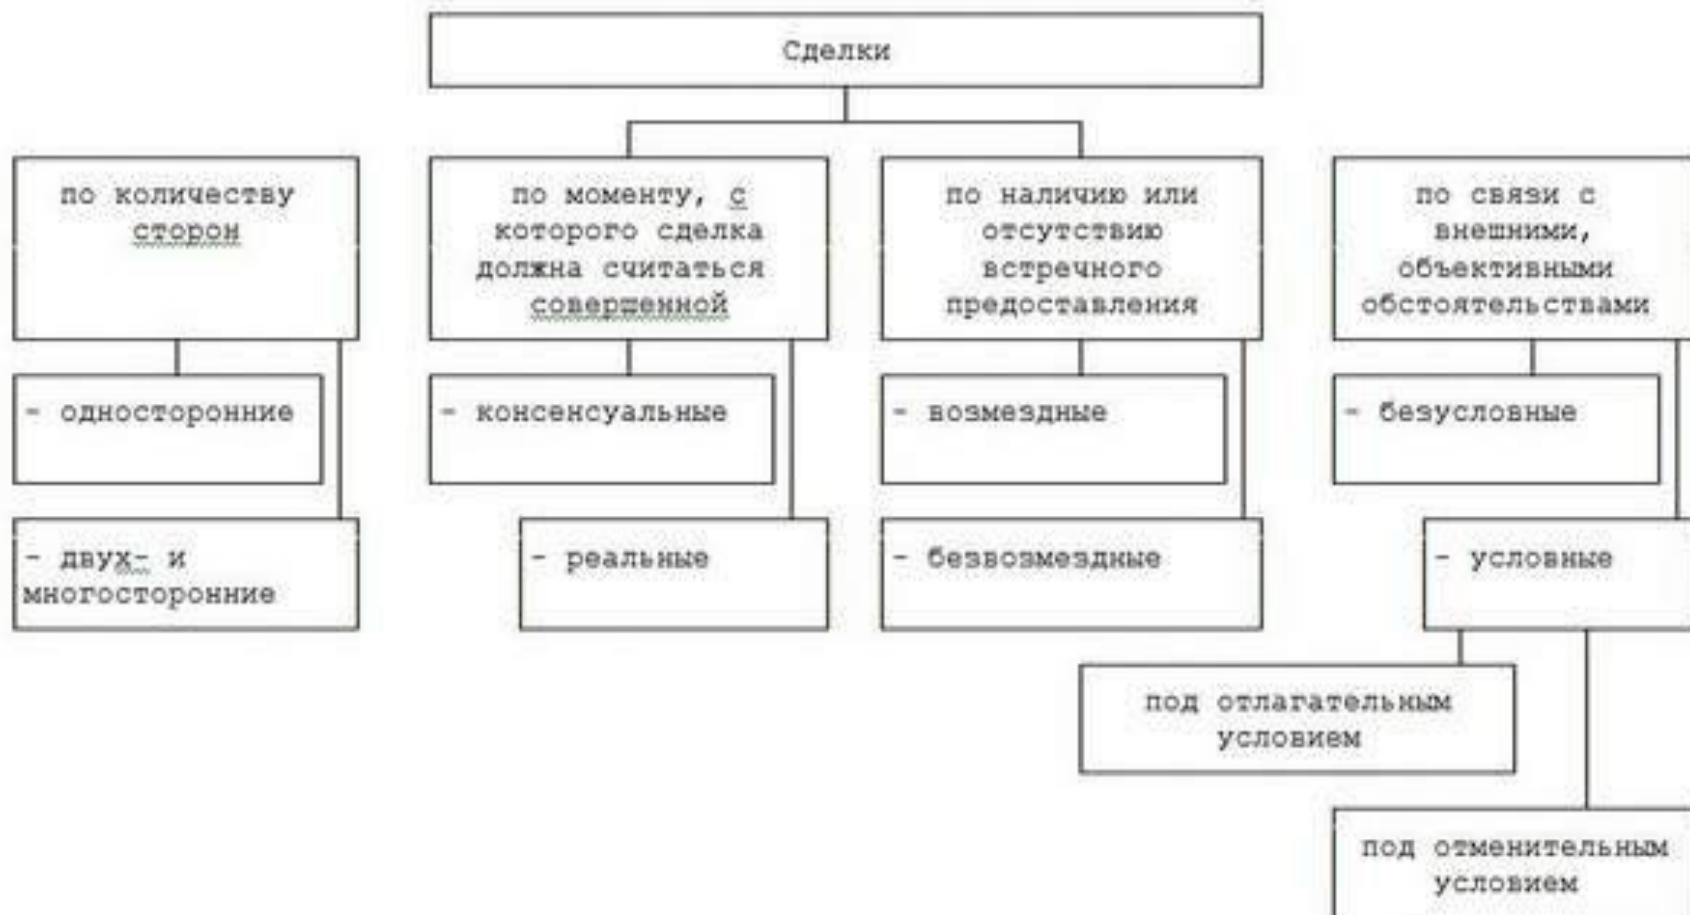 Сделки
по количеству
сторон
по моменту, с
которого сделка
должна считаться
совершенной
по наличию или
отсутствию
встречного
предоставления
по связи с
внешними,
объективными
обстоятельствами
- односторонние
- консенсуальные
- возмездные
- безусловные
- двух- и
многосторонние
- реальные
- безвозмездные
- условные
под отлагательным
условием
под отменительным
условием